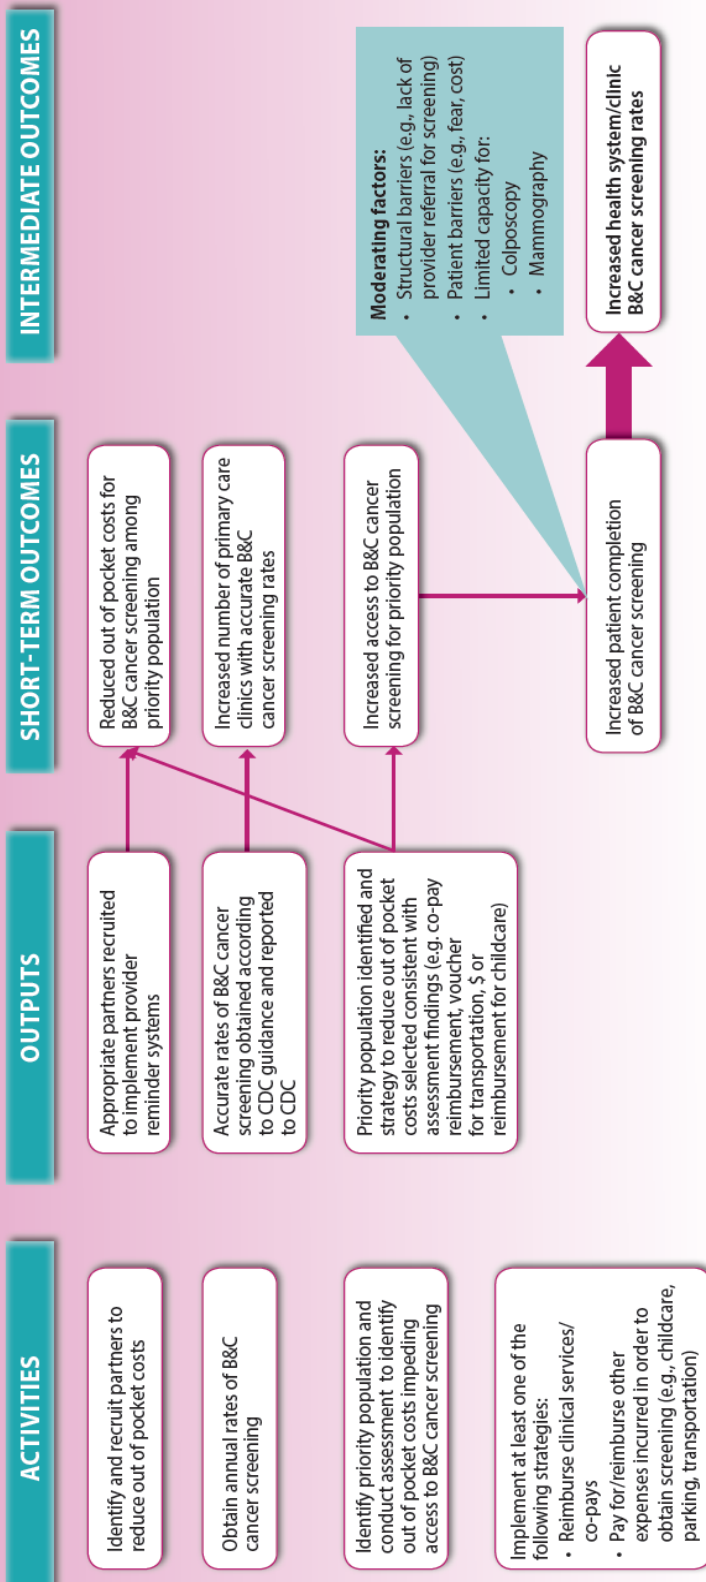 ACTIVITIES
Identify and recruit partners to
reduce out of pocket costs
Obtain annual rates of B&C
cancer screening
Identify priority population and
conduct assessment to identify
out of pocket costs impeding
access to B&C cancer screening
Implement at least one of the
following strategies:
• Reimburse clinical services/
co-pays
• Pay for/reimburse other
expenses incurred in order to
obtain screening (e.g., childcare,
parking, transportation)
OUTPUTS
Appropriate partners recruited
to implement provider
reminder systems
Accurate rates of B&C cancer
screening obtained according
to CDC guidance and reported
to CDC
Priority population identified and
strategy to reduce out of pocket
costs selected consistent with
assessment findings (e.g. co-pay
reimbursement, voucher
for transportation, $ or
reimbursement for childcare)
SHORT-TERM OUTCOMES
Reduced out of pocket costs for
B&C cancer screening among
priority population
Increased number of primary care
clinics with accurate B&C
cancer screening rates
Increased access to B&C cancer
screening for priority population
Increased patient completion
of B&C cancer screening
INTERMEDIATE OUTCOMES
Moderating factors:
• Structural barriers (e.g., lack of
provider referral for screening)
• Patient barriers (e.g., fear, cost)
• Limited capacity for:
• Colposcopy
• Mammography
Increased health system/clinic
B&C cancer screening rates